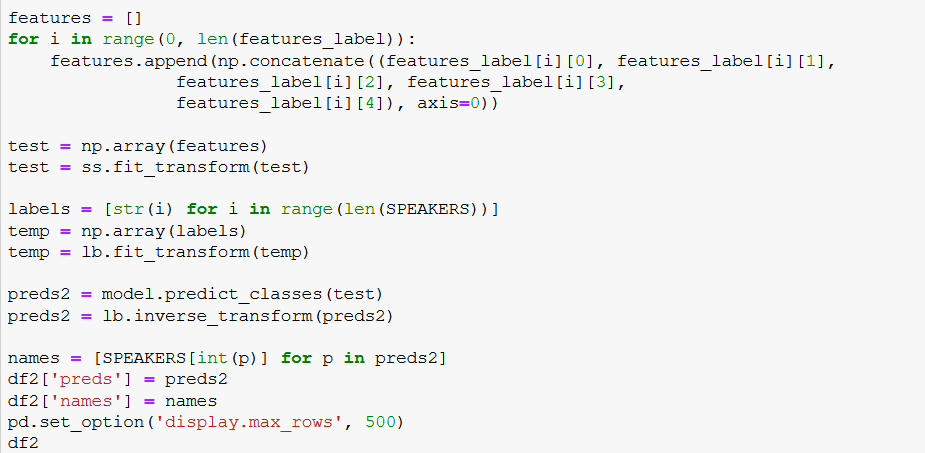 features = []
for i in range(0, len(features_label)):
    features.append(np.concatenate((features_label[i][0], features_label[i][1],
                features_label[i][2], features_label[i][3],
                features_label[i][4]), axis=0))

test = np.array(features)
test = ss.fit_transform(test)

labels = [str(i) for i in range(len(SPEAKERS))]
temp = np.array(labels)
temp = lb.fit_transform(temp)

preds2 = model.predict_classes(test)
preds2 = lb.inverse_transform(preds2)

names = [SPEAKERS[int(p)] for p in preds2]
df2['preds'] = preds2
df2['names'] = names
pd.set_option('display.max_rows', 500)
df2